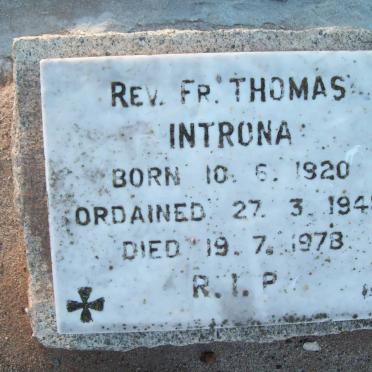 REV. FR. THOMAS
INTRONA
BORN 10. 6. 1920
ORDAINED 27. 3. 194
DIED 19. 7. 1978
R. I. P.